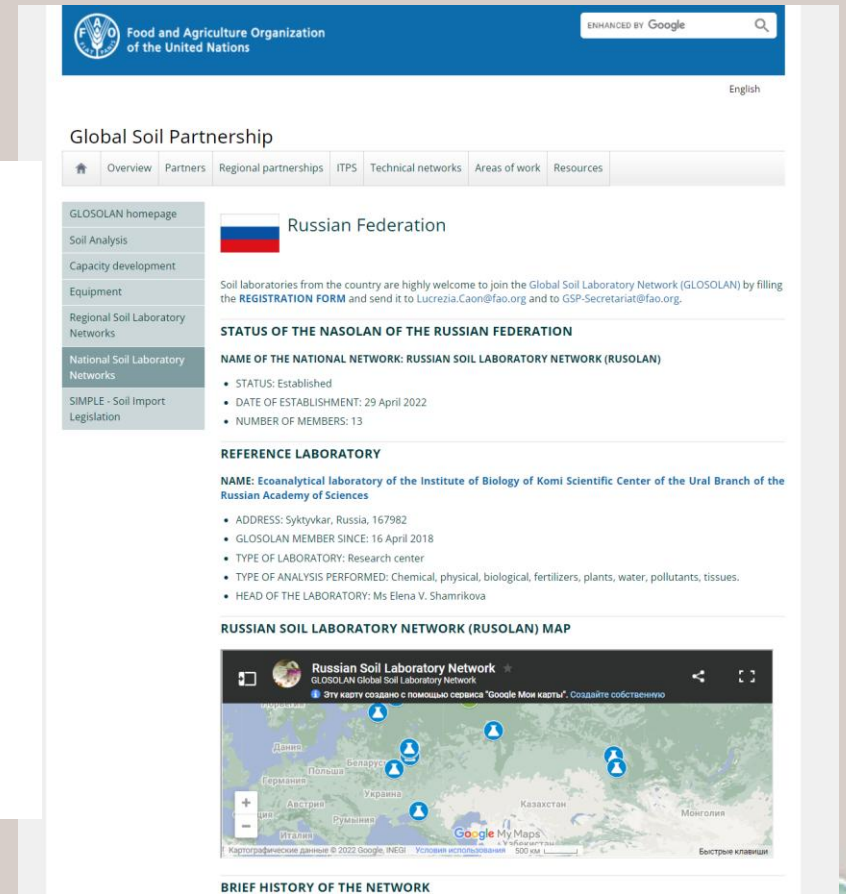 Food and Agriculture Organization
of the United Nations
ENHANCED BY Google
English
Global Soil Partnership
Overview
Partners
Regional partnerships
ITPS
Technical networks
Areas of work
Resources
GLOSOLAN homepage
Soil Analysis
Capacity development
Equipment
Regional Soil Laboratory
Networks
National Soil Laboratory
Networks
SIMPLE - Soil Import
Legislation
Russian Federation
Soil laboratories from the country are highly welcome to join the Global Soil Laboratory Network (GLOSOLAN) by filling
the REGISTRATION FORM and send it to Lucrezia.Caon@fao.org and to GSP-Secretariat@fao.org.
STATUS OF THE NASOLAN OF THE RUSSIAN FEDERATION
NAME OF THE NATIONAL NETWORK: RUSSIAN SOIL LABORATORY NETWORK (RUSOLAN)
• STATUS: Established
• DATE OF ESTABLISHMENT: 29 April 2022
• NUMBER OF MEMBERS: 13
REFERENCE LABORATORY
NAME: Ecoanalytical laboratory of the Institute of Biology of Komi Scientific Center of the Ural Branch of the
Russian Academy of Sciences
• ADDRESS: Syktyvkar, Russia, 167982
• GLOSOLAN MEMBER SINCE: 16 April 2018
• TYPE OF LABORATORY: Research center
• TYPE OF ANALYSIS PERFORMED: Chemical, physical, biological, fertilizers, plants, water, pollutants, tissues.
• HEAD OF THE LABORATORY: Ms Elena V. Shamrikova
RUSSIAN SOIL LABORATORY NETWORK (RUSOLAN) MAP
Russian Soil Laboratory Network
GLOSOLAN Global Soil Laboratory Network
Эту карту создано с помощью сервиса "Google Мои карты". Создайте собственную
Дания
Польша
Германия
Украина
Австрия
Казахстан
Монголия
Румыния
Италия
Google My Maps
Картографические данные © 2022 Google, INEGI
Условия использования
500 км
Быстрые клавиши
BRIEF HISTORY OF THE NETWORK